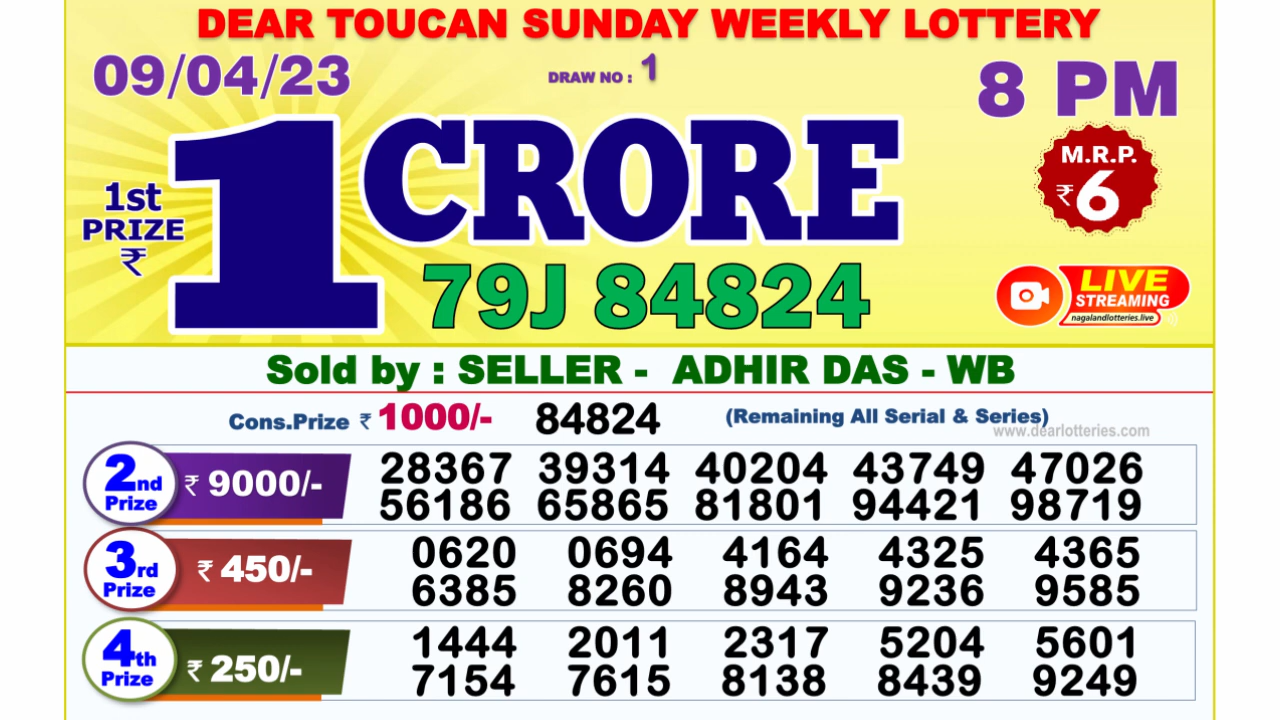 DEAR TOUCAN SUNDAY WEEKLY LOTTERY
09/04/23
DRAW NO : 1
8 PM
1st
PRIZE
₹
1 CRORE
M.R.P.
₹6
79J 84824
LIVE
STREAMING
nagalandlotteries.live
Sold by : SELLER - ADHIR DAS - WB
Cons.Prize ₹ 1000/- 84824 (Remaining All Serial & Series)
www.dearlotteries.com
2nd
Prize
₹ 9000/-
28367 39314 40204 43749 47026
56186 65865 81801 94421 98719
3rd
Prize
₹ 450/-
0620 0694 4164 4325 4365
6385 8260 8943 9236 9585
4th
Prize
₹ 250/-
1444 2011 2317 5204 5601
7154 7615 8138 8439 9249